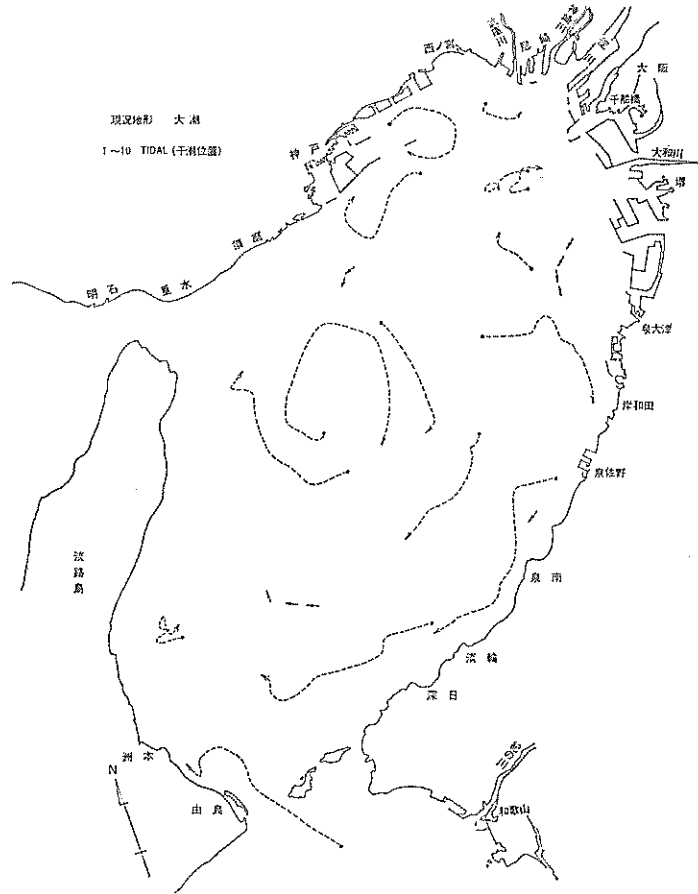 現況地形 大潮
1~10 TIDAL (干潮位置)
西ノ宮
尼崎
大阪
千船橋
大和川
堺
神戸
須磨
垂水
明石
泉大津
岸和田
泉佐野
泉南
淡輪
深日
淡路島
洲本
由良
和歌山
N